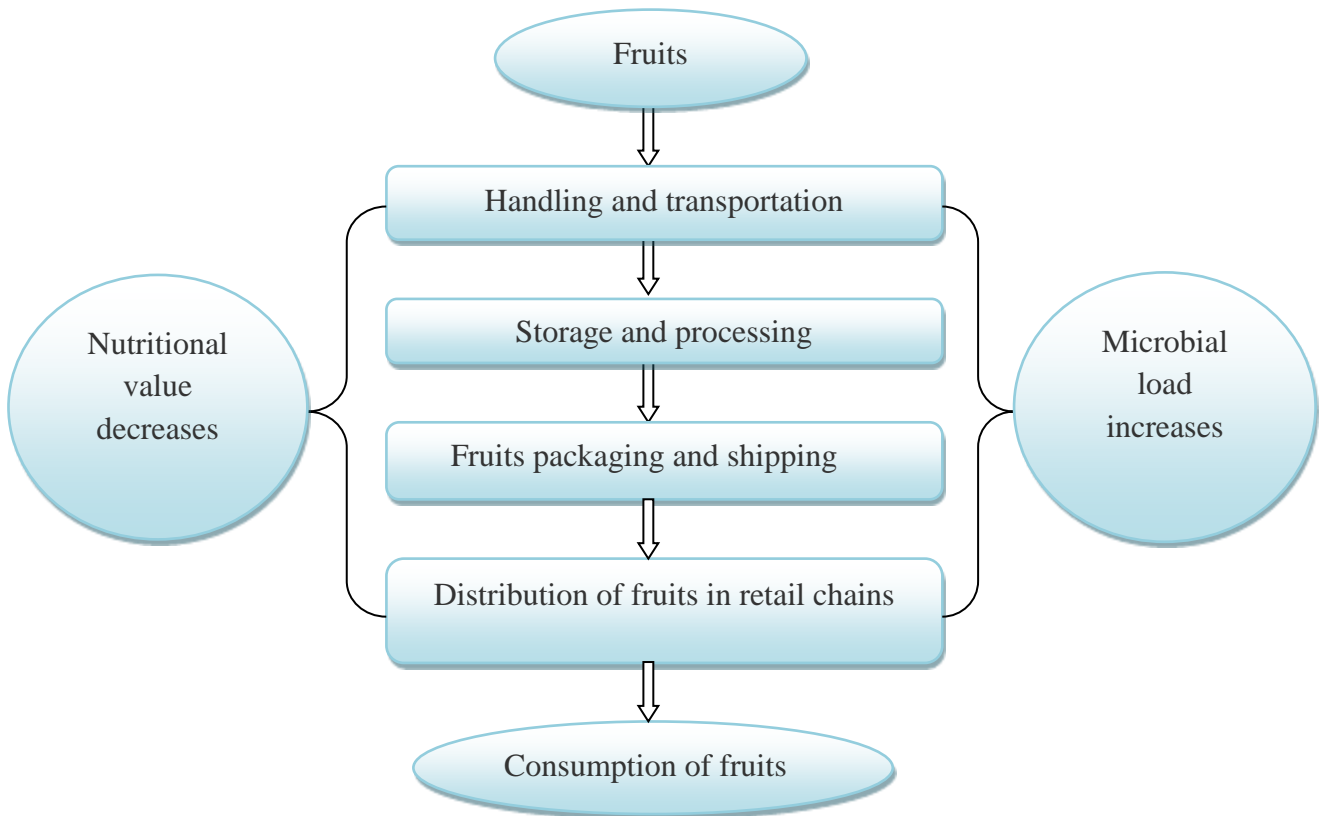 Fruits
Handling and transportation
Storage and processing
Nutritional
value
decreases
Microbial
load
increases
Fruits packaging and shipping
Distribution of fruits in retail chains
Consumption of fruits